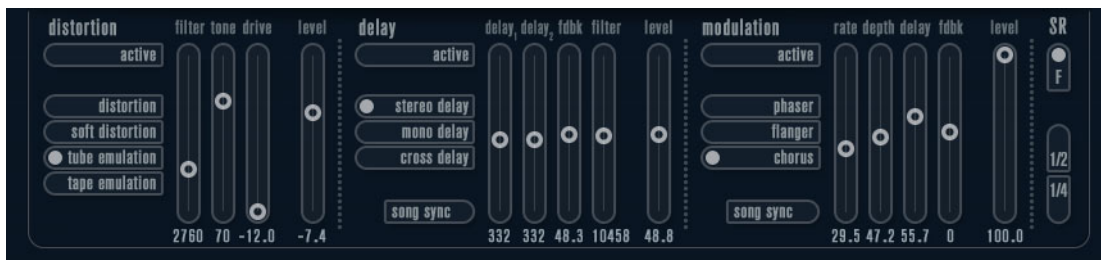 distortion filter tone drive level delay delay1 delay2 fdbk filter level modulation rate depth delay fdbk level SR
active active active
F
distortion stereo delay phaser
soft distortion mono delay flanger
tube emulation cross delay chorus 1/2
tape emulation 1/4
song sync song sync
2760 70 -12.0 -7.4 332 332 48.3 10458 48.8 29.5 47.2 55.7 0 100.0